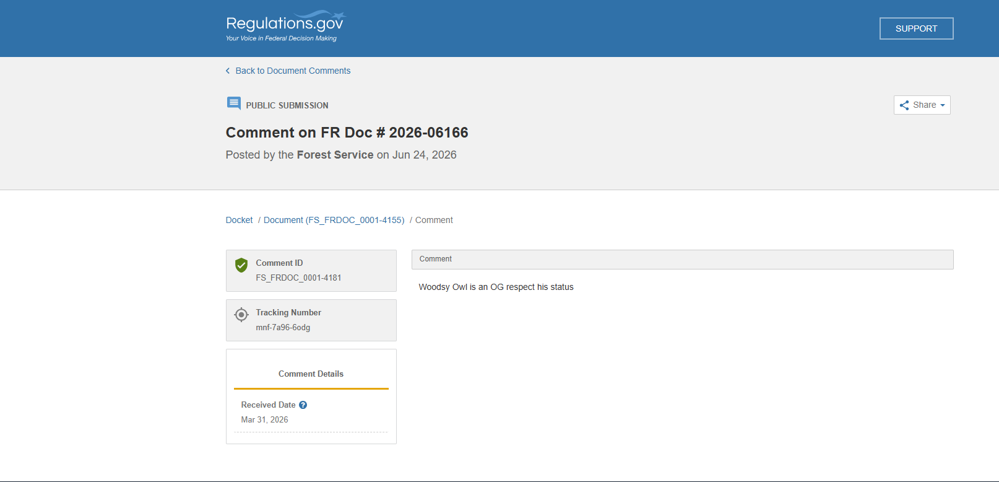 Regulations.gov
Your Voice in Federal Decision Making
SUPPORT
Back to Document Comments
PUBLIC SUBMISSION
Share
Comment on FR Doc # 2026-06166
Posted by the Forest Service on Jun 24, 2026
Docket / Document (FS_FRDOC_0001-4155) / Comment
Comment ID
FS_FRDOC_0001-4181
Tracking Number
mnf-7a96-6odg
Comment Details
Received Date ?
Mar 31, 2026
Comment
Woodsy Owl is an OG respect his status